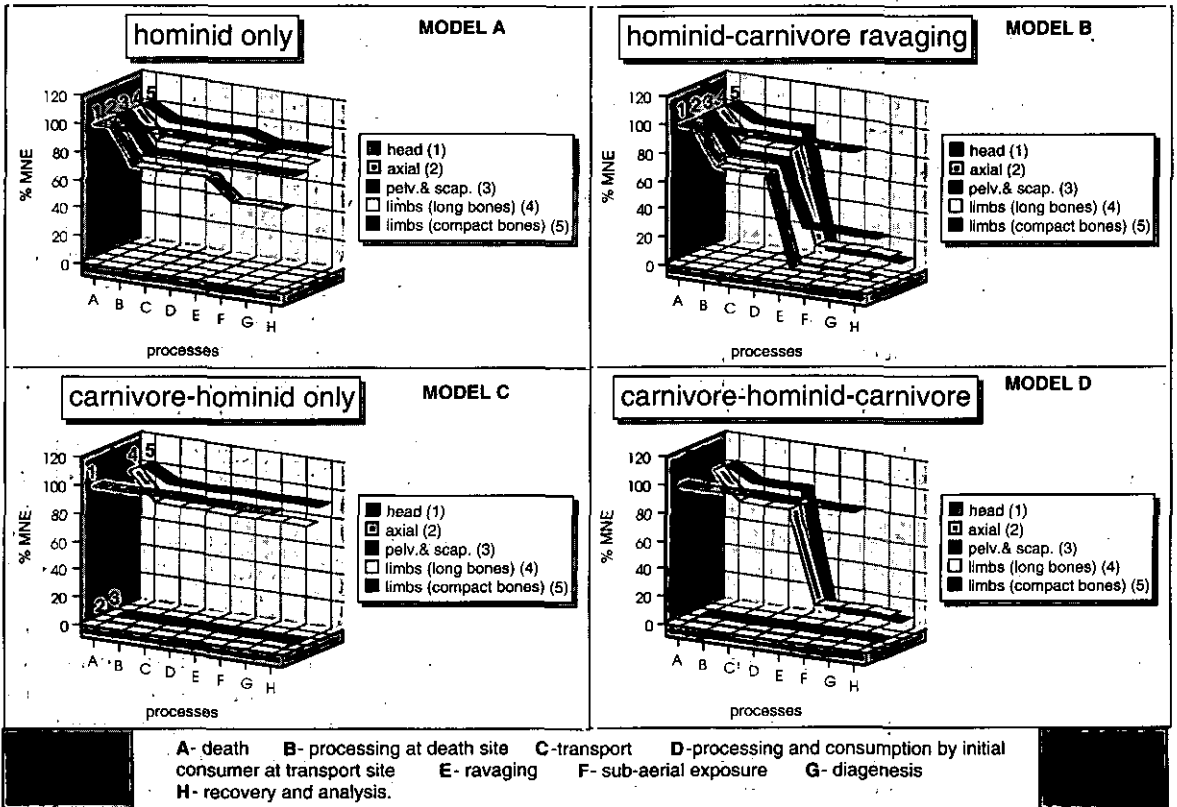 hominid only
MODEL A
120
100
80
60
40
20
0
% MNE
1 2 3 4 5
A B C D E F G H
processes
head (1)
axial (2)
pelv.& scap. (3)
limbs (long bones) (4)
limbs (compact bones) (5)
hominid-carnivore ravaging
MODEL B
120
100
80
60
40
20
0
% MNE
1 2 3 4 5
A B C D E F G H
processes
head (1)
axial (2)
pelv.& scap. (3)
limbs (long bones) (4)
limbs (compact bones) (5)
carnivore-hominid only
MODEL C
120
100
80
60
40
20
0
% MNE
1 4 5
2 3
A B C D E F G H
processes
head (1)
axial (2)
pelv.& scap. (3)
limbs (long bones) (4)
limbs (compact bones) (5)
carnivore-hominid-carnivore
MODEL D
120
100
80
60
40
20
0
% MNE
A B C D E F G H
processes
head (1)
axial (2)
pelv.& scap. (3)
limbs (long bones) (4)
limbs (compact bones) (5)
A- death B- processing at death site C-transport D-processing and consumption by initial
consumer at transport site E- ravaging F- sub-aerial exposure G- diagenesis
H- recovery and analysis.